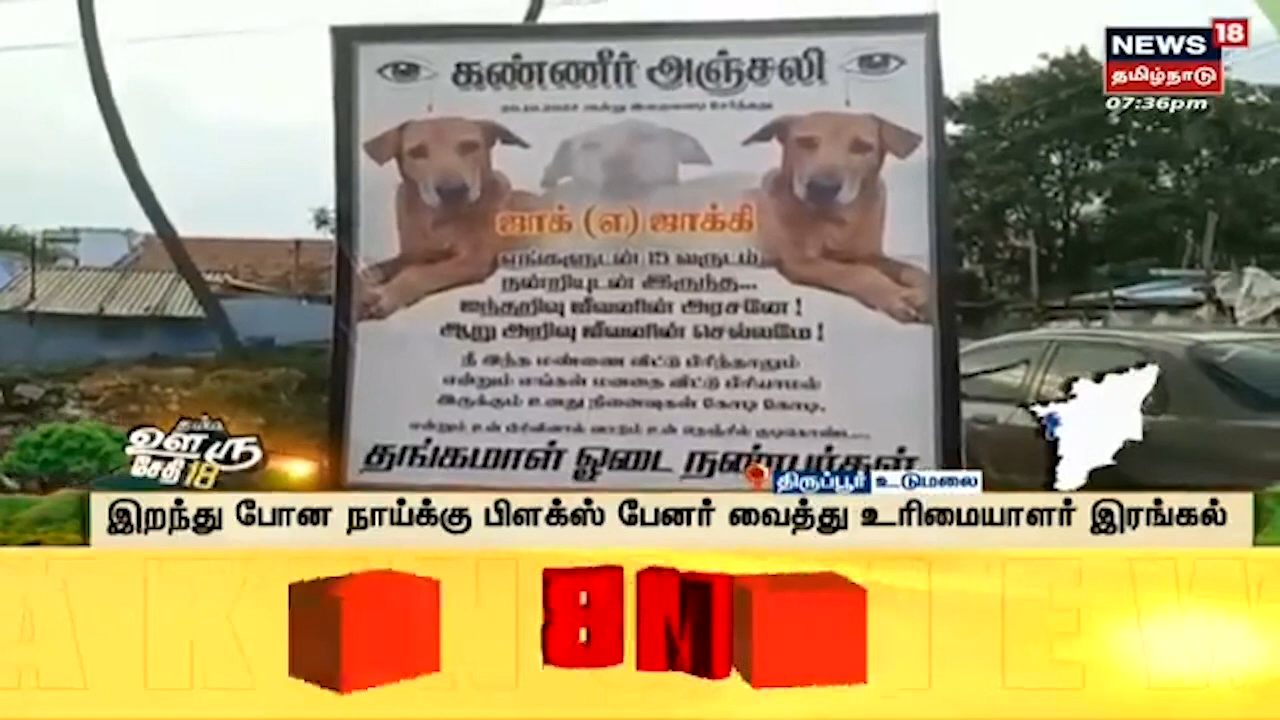 NEWS 18
தமிழ்நாடு
07:36pm
கண்ணீர் அஞ்சலி
ஜாக் (எ) ஜாக்கி
எங்களுடன் 15 வருடம்
நன்றியுடன் இருந்த...
ஐந்தறிவு ஜீவனின் அரசனே!
ஆறு அறிவு ஜீவனின் செல்லமே!
நீ இந்த மண்ணை விட்டு பிரிந்தாலும்
என்றும் எங்கள் மனதை விட்டு பிரியாமல்
இருக்கும் உனது நினைவுகள் கோடி கோடி.
தங்கமாள் ஓடை நண்பர்கள்
ஊரு
சேதி 18
திருப்பூர் உடுமலை
இறந்து போன நாய்க்கு பிளக்ஸ் பேனர் வைத்து உரிமையாளர் இரங்கல்